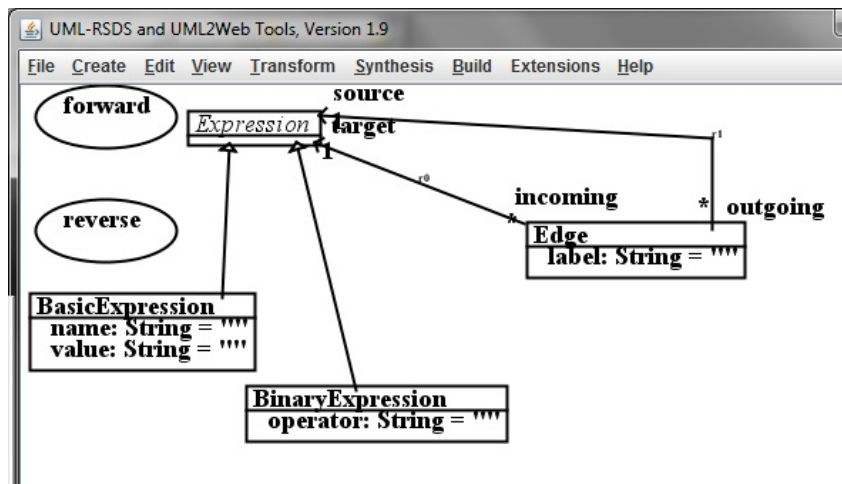 UML-RSDS and UML2Web Tools, Version 1.9
File Create Edit View Transform Synthesis Build Extensions Help
forward
source
Expression
1
target
1
r1
r0
reverse
incoming
*
*
outgoing
Edge
label: String = ""
BasicExpression
name: String = ""
value: String = ""
BinaryExpression
operator: String = ""